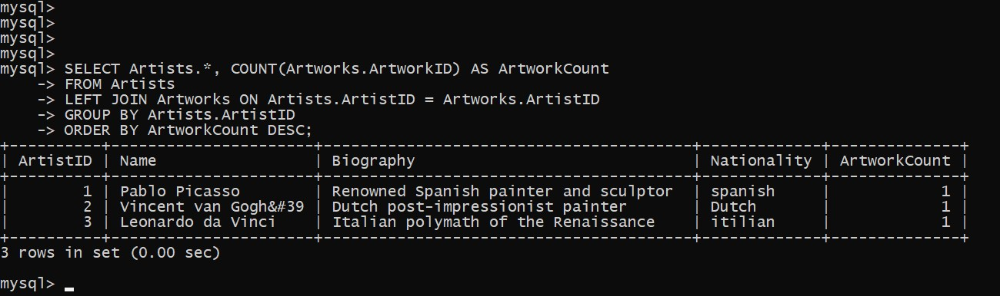 mysql>
mysql>
mysql>
mysql>
mysql> SELECT Artists.*, COUNT(Artworks.ArtworkID) AS ArtworkCount
    -> FROM Artists
    -> LEFT JOIN Artworks ON Artists.ArtistID = Artworks.ArtistID
    -> GROUP BY Artists.ArtistID
    -> ORDER BY ArtworkCount DESC;
+----------+----------------------+----------------------------------------+-------------+--------------+
| ArtistID | Name                 | Biography                              | Nationality | ArtworkCount |
+----------+----------------------+----------------------------------------+-------------+--------------+
|        1 | Pablo Picasso        | Renowned Spanish painter and sculptor  | spanish     |            1 |
|        2 | Vincent van Gogh&#39 | Dutch post-impressionist painter       | Dutch       |            1 |
|        3 | Leonardo da Vinci    | Italian polymath of the Renaissance    | itilian     |            1 |
+----------+----------------------+----------------------------------------+-------------+--------------+
3 rows in set (0.00 sec)
mysql>